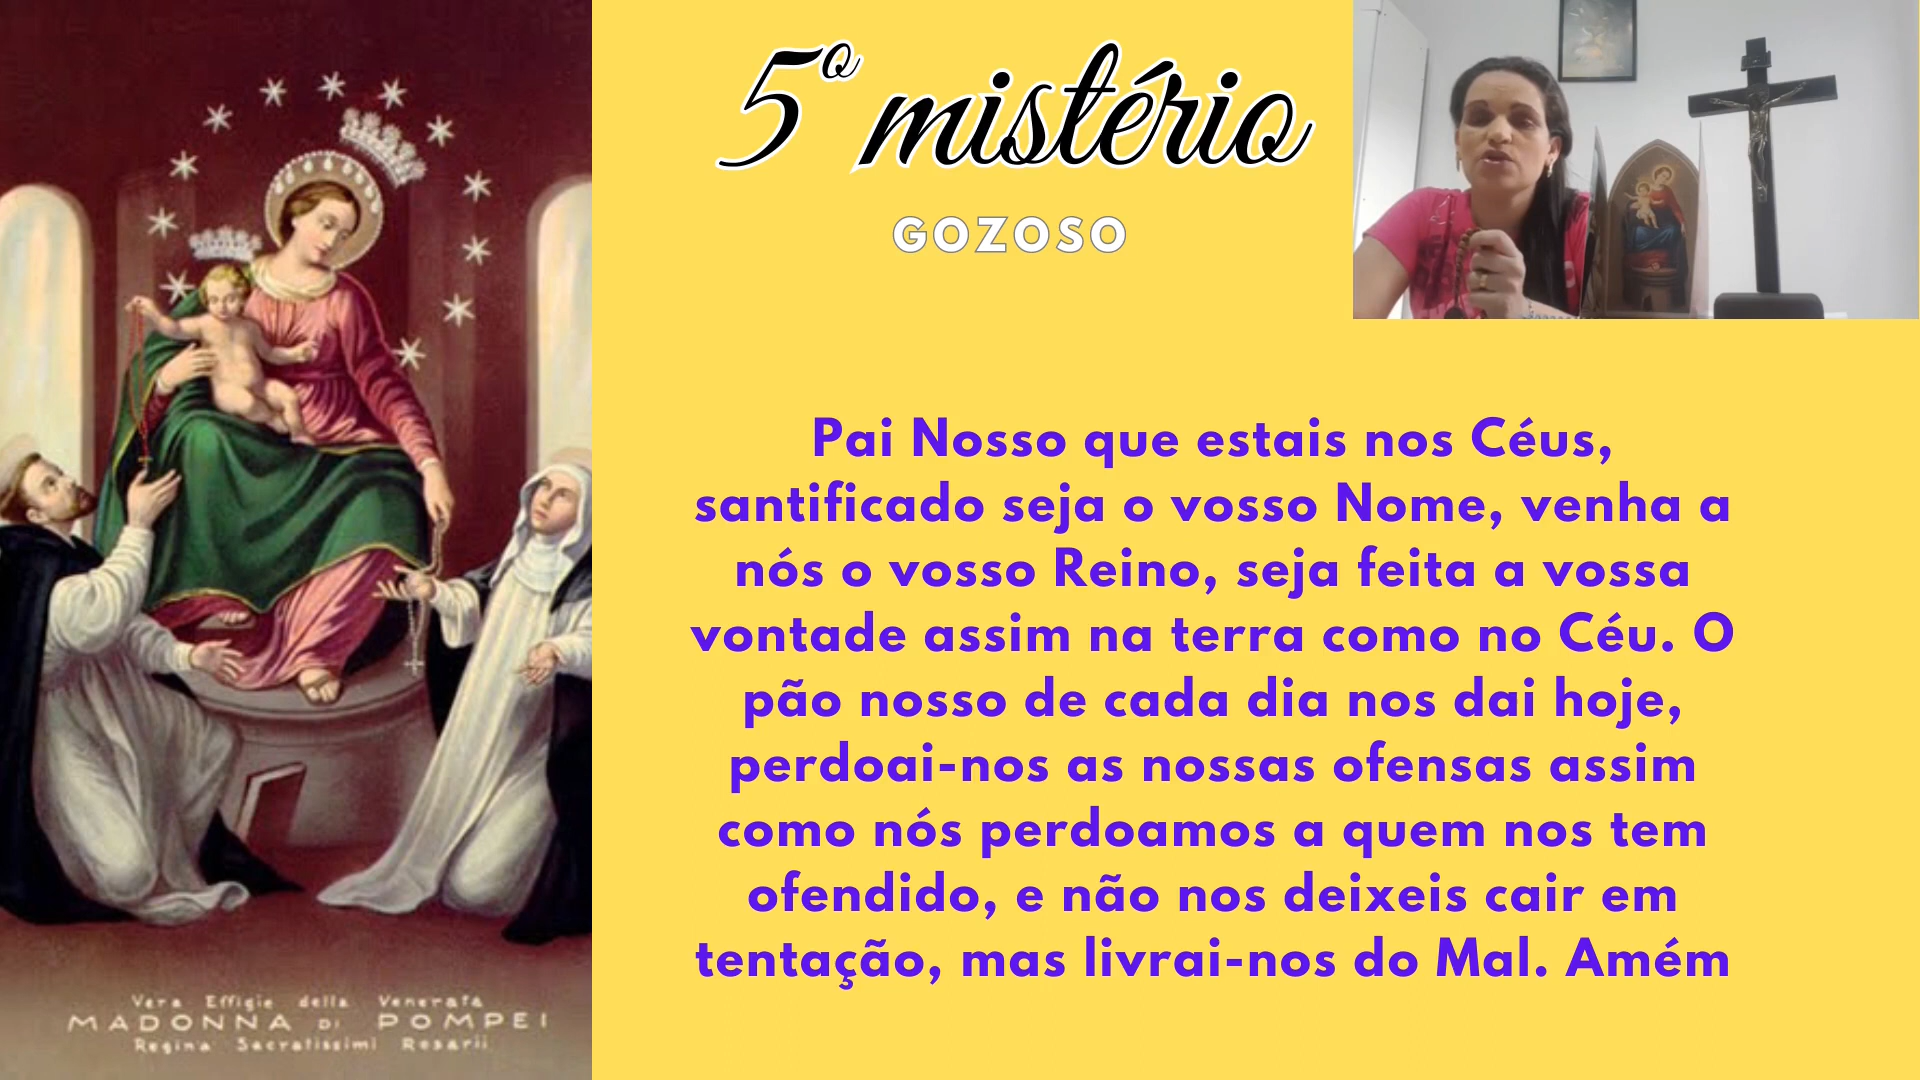 5º mistério
GOZOSO
Pai Nosso que estais nos Céus,
santificado seja o vosso Nome, venha a
nós o vosso Reino, seja feita a vossa
vontade assim na terra como no Céu. O
pão nosso de cada dia nos dai hoje,
perdoai-nos as nossas ofensas assim
como nós perdoamos a quem nos tem
ofendido, e não nos deixeis cair em
tentação, mas livrai-nos do Mal. Amém
Vera Effigie della Venerata
MADONNA DI POMPEI
Regina Sacratissimi Rosarii